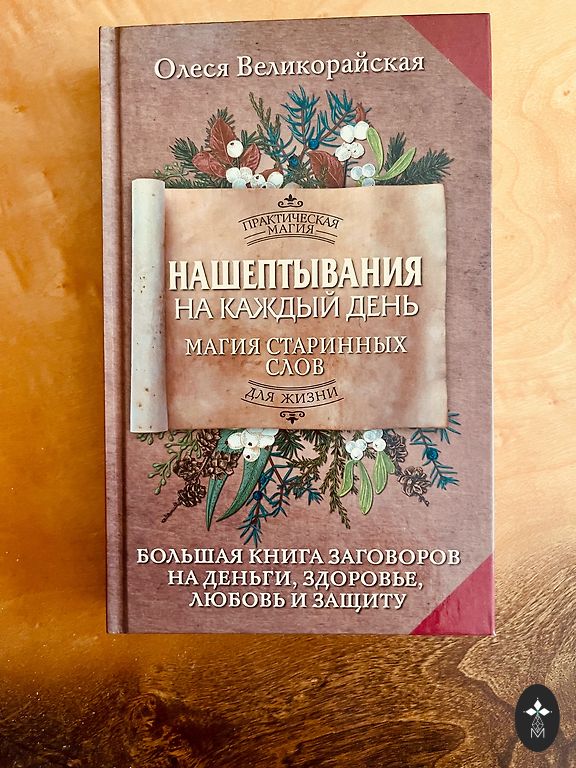 Олеся Великорайская
ПРАКТИЧЕСКАЯ
МАГИЯ
НАШЕПТЫВАНИЯ
НА КАЖДЫЙ ДЕНЬ
МАГИЯ СТАРИННЫХ
СЛОВ
ДЛЯ ЖИЗНИ
БОЛЬШАЯ КНИГА ЗАГОВОРОВ
НА ДЕНЬГИ, ЗДОРОВЬЕ,
ЛЮБОВЬ И ЗАЩИТУ
М